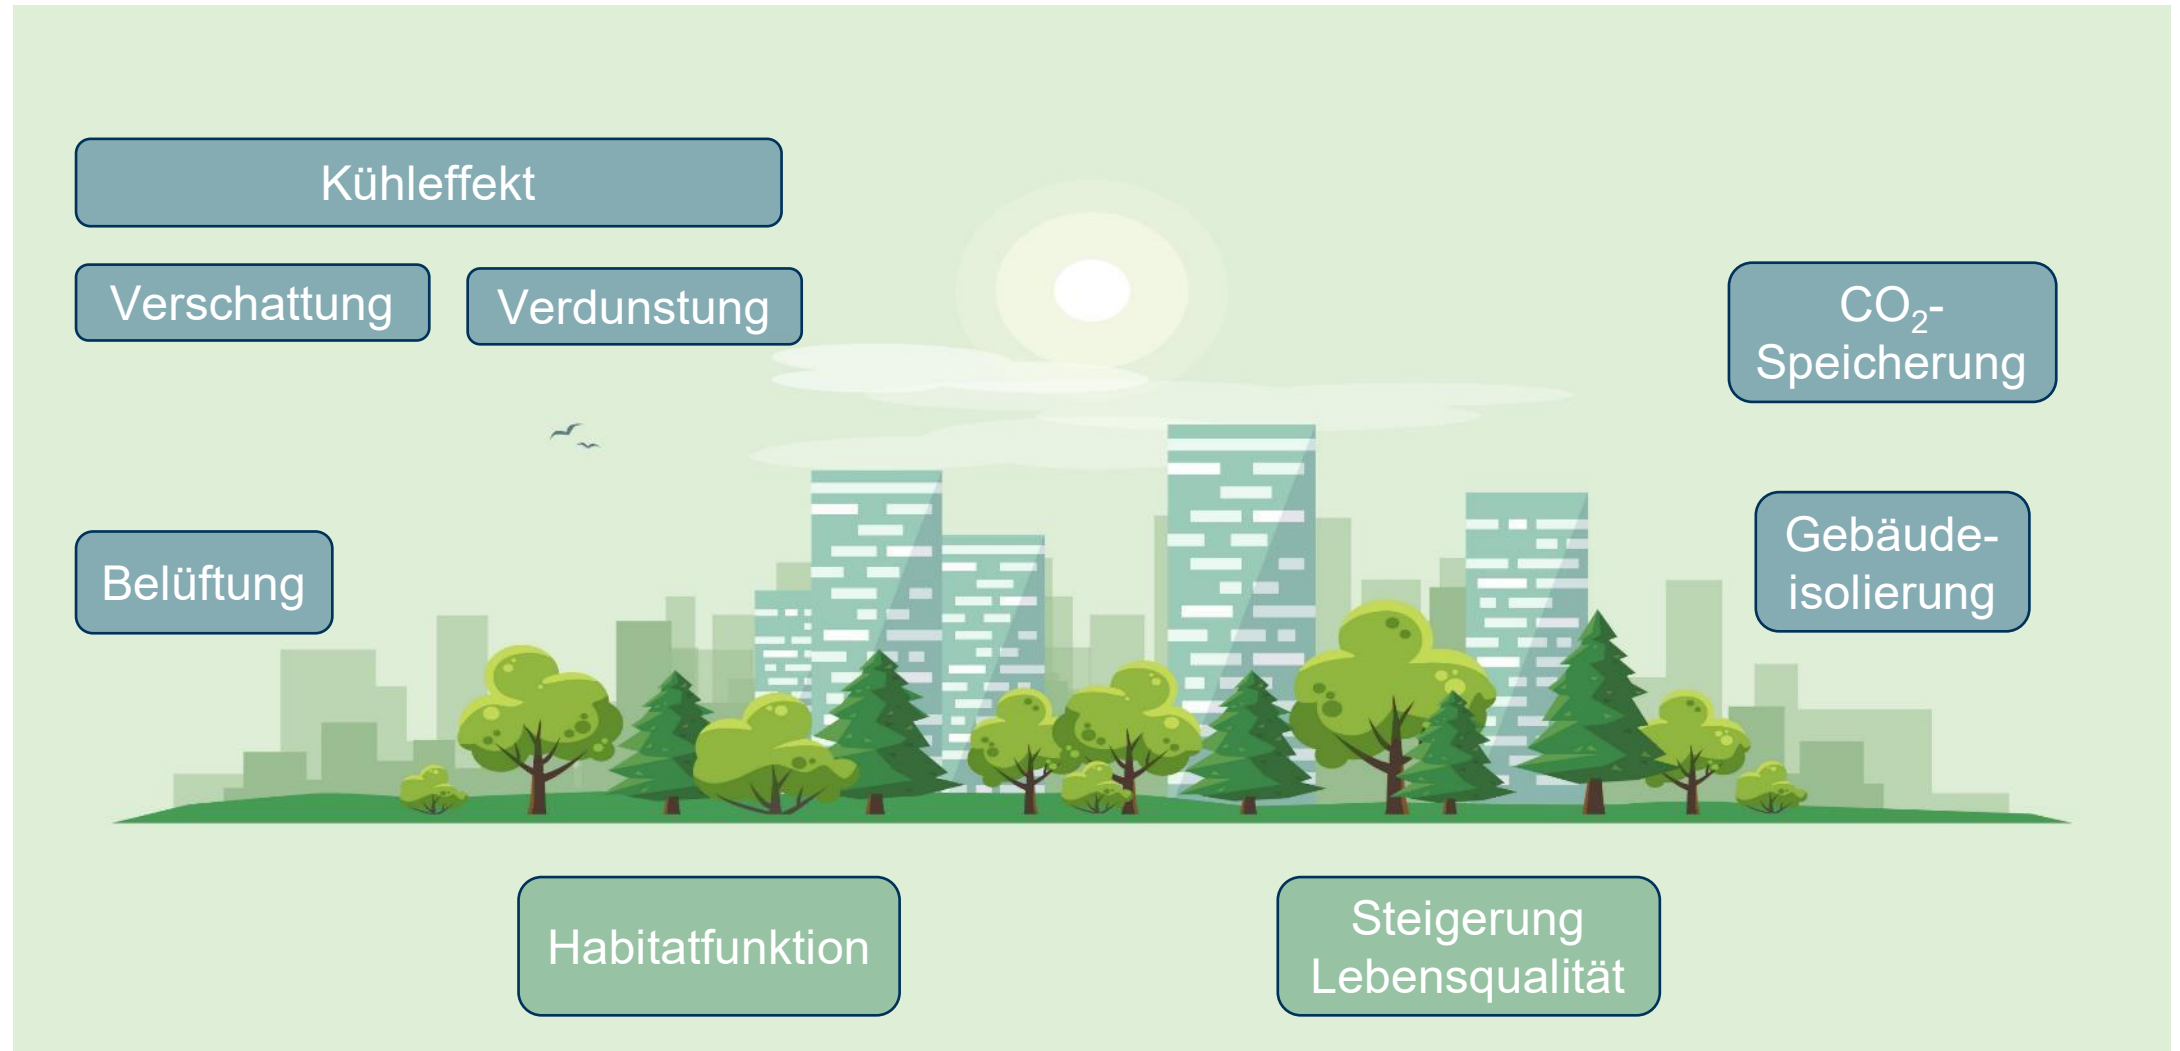 Kühleffekt
Verschattung
Verdunstung
CO₂-
Speicherung
Belüftung
Gebäude-
isolierung
Habitatfunktion
Steigerung
Lebensqualität